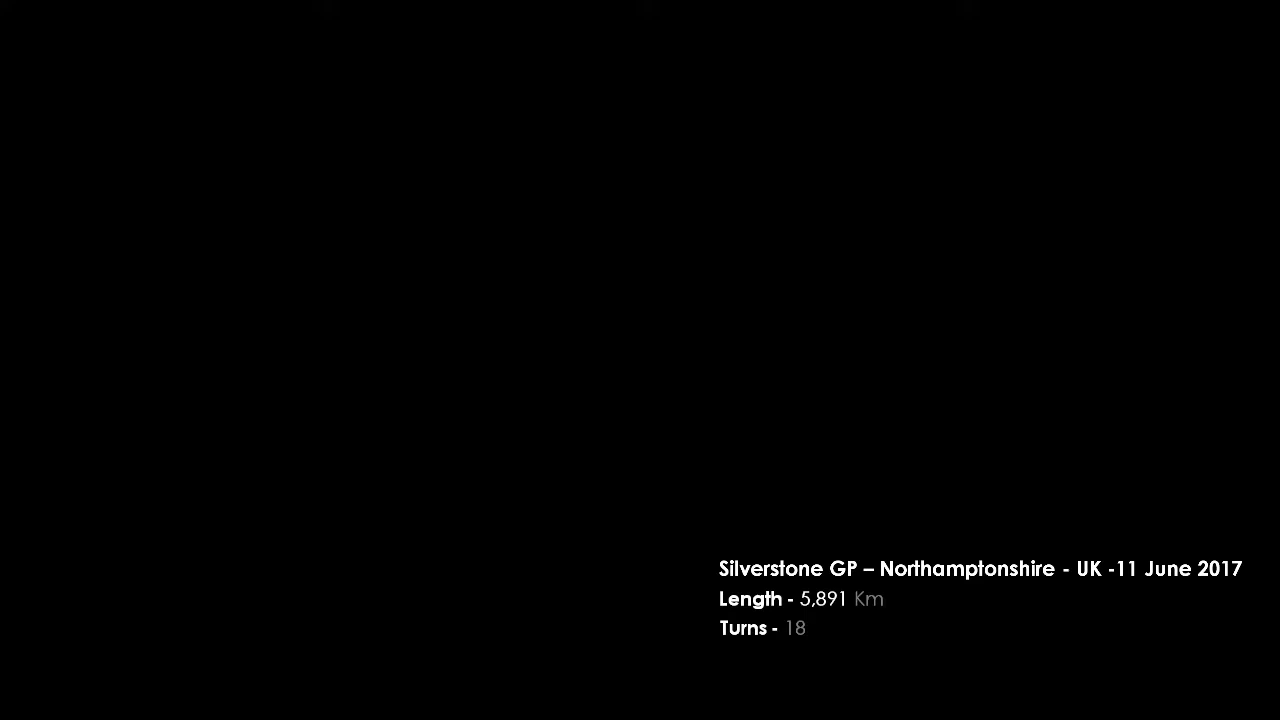 Silverstone GP – Northamptonshire - UK -11 June 2017
Length - 5,891 Km
Turns - 18